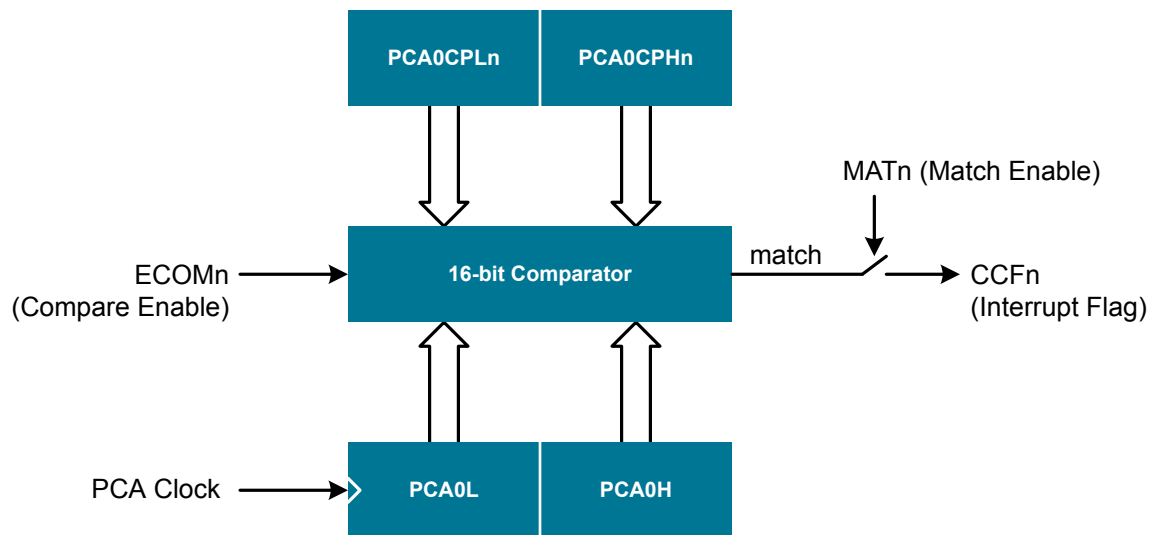 PCA0CPLn
PCA0CPHn
MATn (Match Enable)
ECOMn
(Compare Enable)
16-bit Comparator
match
CCFn
(Interrupt Flag)
PCA Clock
PCA0L
PCA0H